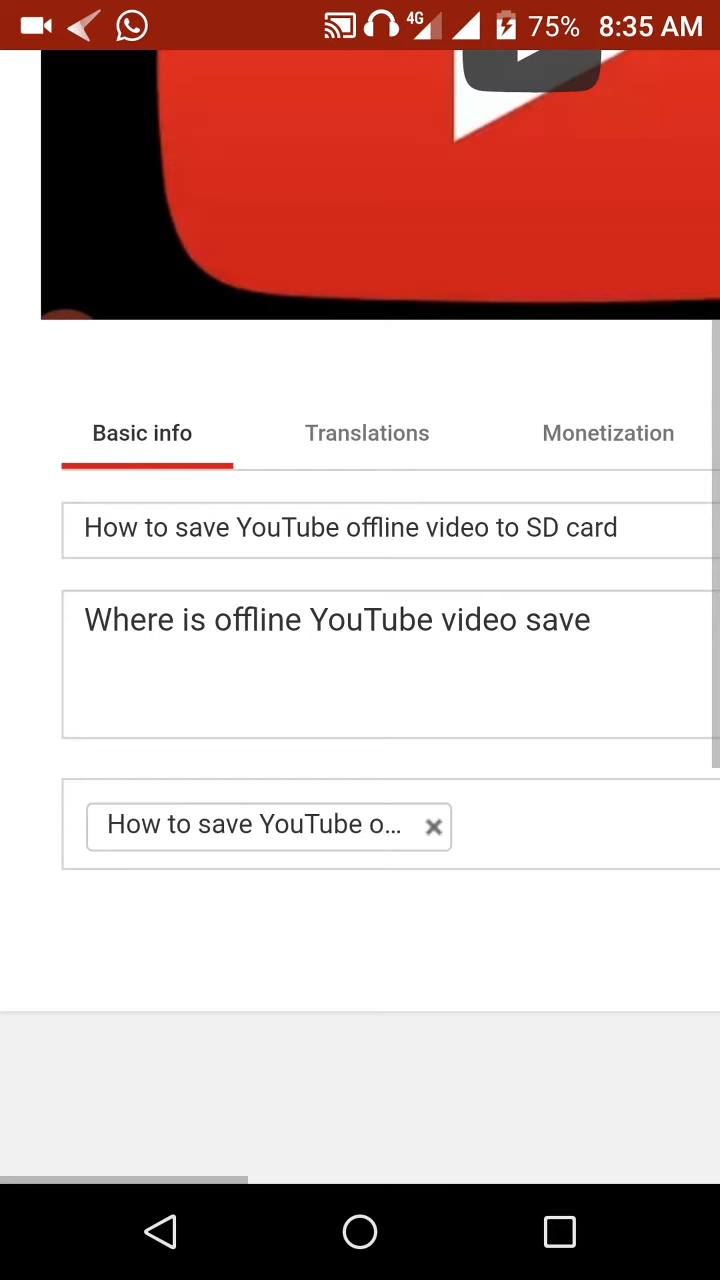 4G 75% 8:35 AM
Basic info Translations Monetization
How to save YouTube offline video to SD card
Where is offline YouTube video save
How to save YouTube o...